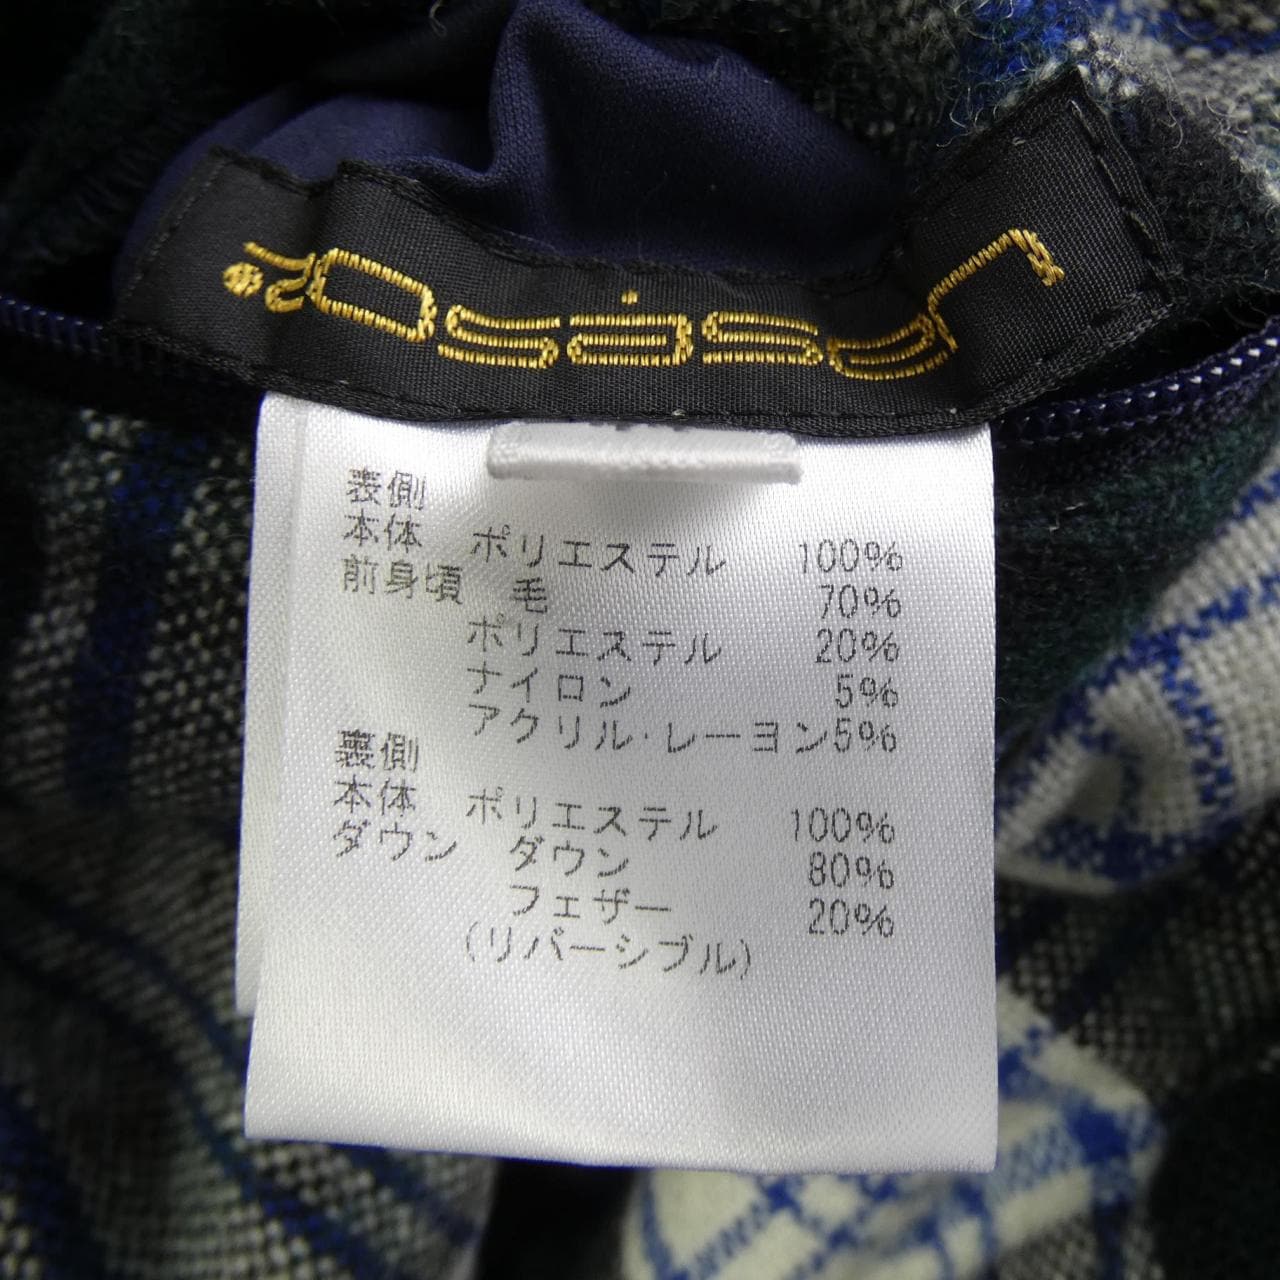 表側
本体 ポリエステル 100%
前身頃 毛 70%
ポリエステル 20%
ナイロン 5%
アクリル・レーヨン5%
裏側
本体 ポリエステル 100%
ダウン ダウン 80%
フェザー 20%
(リバーシブル)